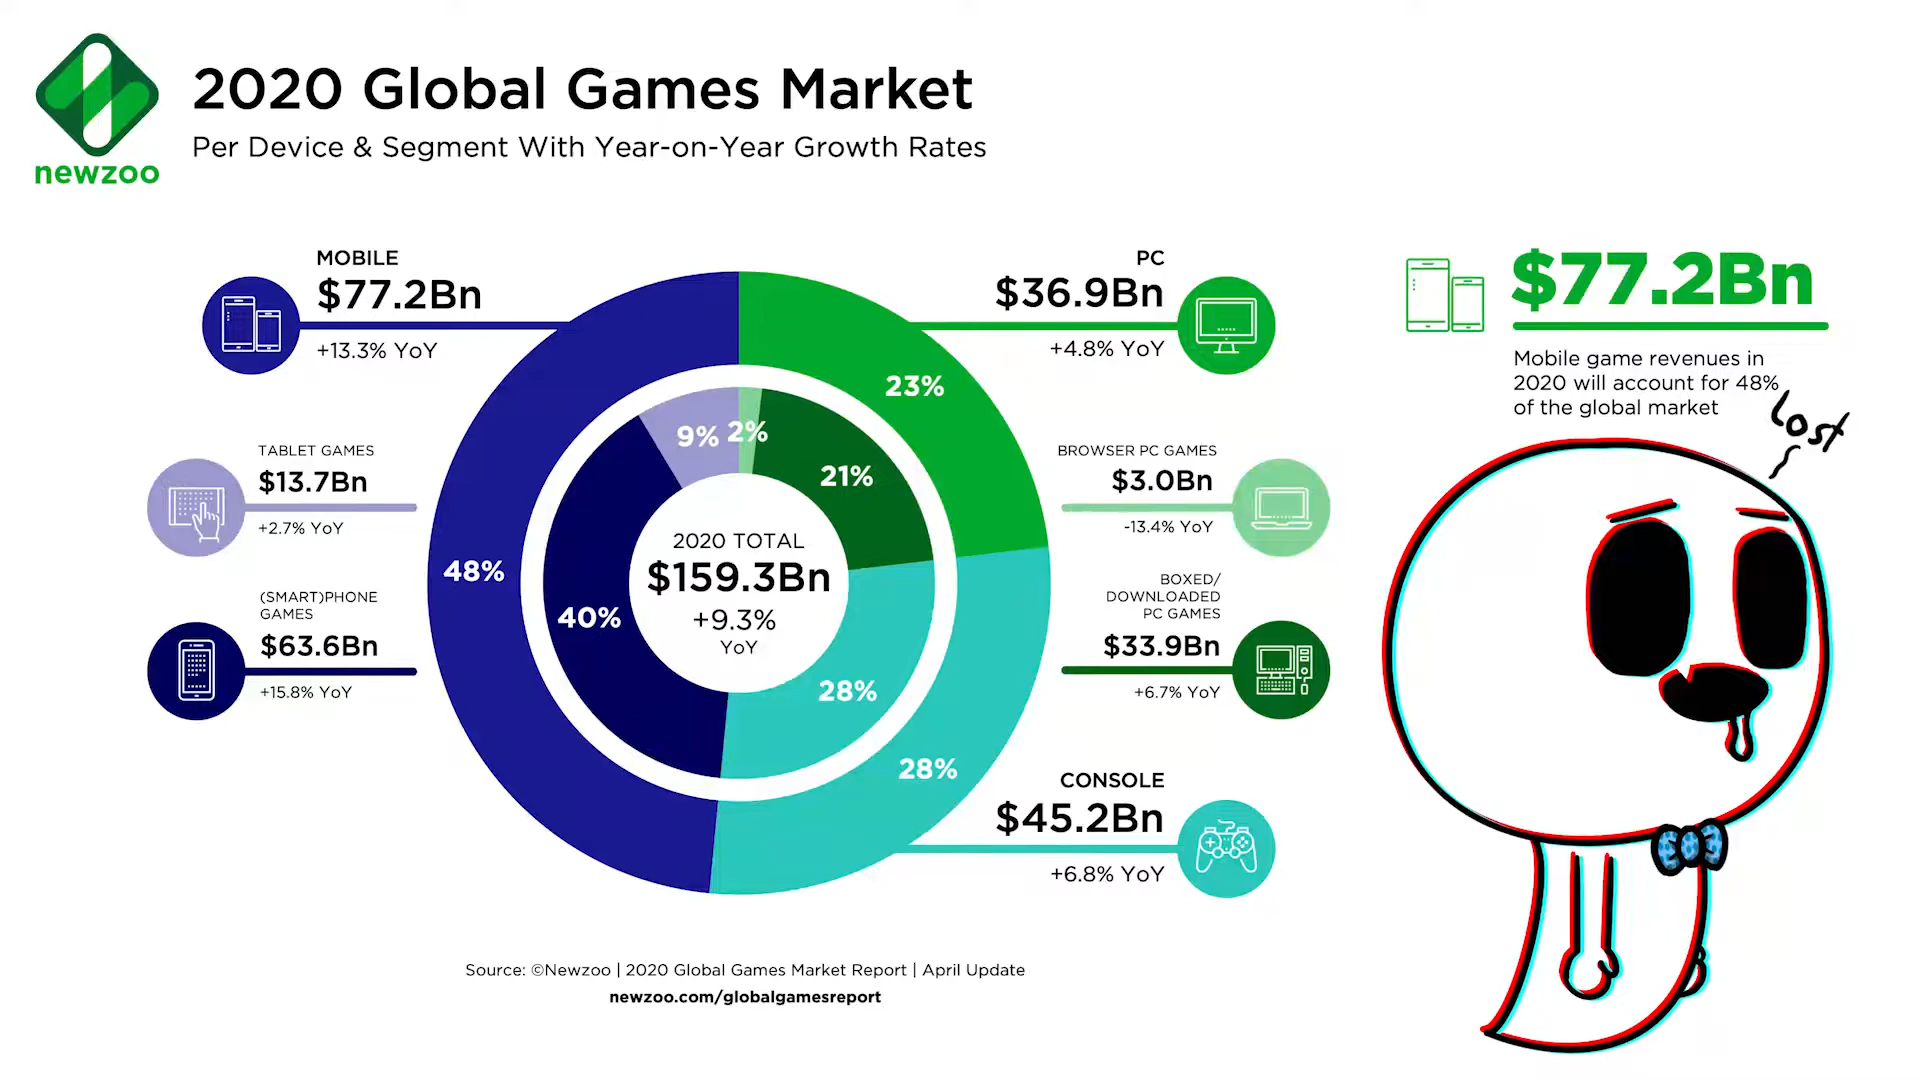 newzoo
2020 Global Games Market
Per Device & Segment With Year-on-Year Growth Rates
MOBILE
$77.2Bn
+13.3% YoY
TABLET GAMES
$13.7Bn
+2.7% YoY
(SMART)PHONE
GAMES
$63.6Bn
+15.8% YoY
48%
40%
9%
2%
21%
23%
28%
28%
2020 TOTAL
$159.3Bn
+9.3%
YoY
PC
$36.9Bn
+4.8% YoY
BROWSER PC GAMES
$3.0Bn
-13.4% YoY
BOXED/
DOWNLOADED
PC GAMES
$33.9Bn
+6.7% YoY
CONSOLE
$45.2Bn
+6.8% YoY
$77.2Bn
Mobile game revenues in
2020 will account for 48%
of the global market
Lost
Source: ©Newzoo | 2020 Global Games Market Report | April Update
newzoo.com/globalgamesreport